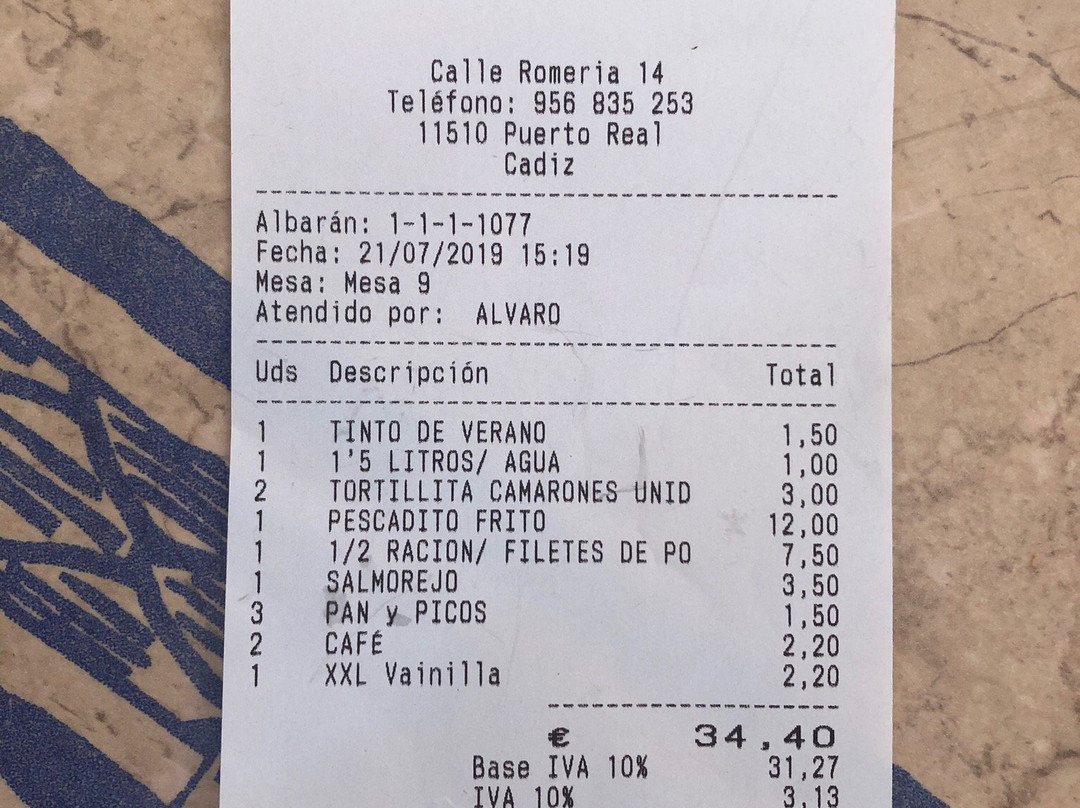 Calle Romeria 14
Teléfono: 956 835 253
11510 Puerto Real
Cadiz
Albarán: 1-1-1-1077
Fecha: 21/07/2019 15:19
Mesa: Mesa 9
Atendido por: ALVARO
Uds Descripción Total
1 TINTO DE VERANO 1,50
1 1'5 LITROS/ AGUA 1,00
2 TORTILLITA CAMARONES UNID 3,00
1 PESCADITO FRITO 12,00
1 1/2 RACION/ FILETES DE PO 7,50
1 SALMOREJO 3,50
3 PAN y PICOS 1,50
2 CAFÉ 2,20
1 XXL Vainilla 2,20
€ 34,40
Base IVA 10% 31,27
IVA 10% 3,13